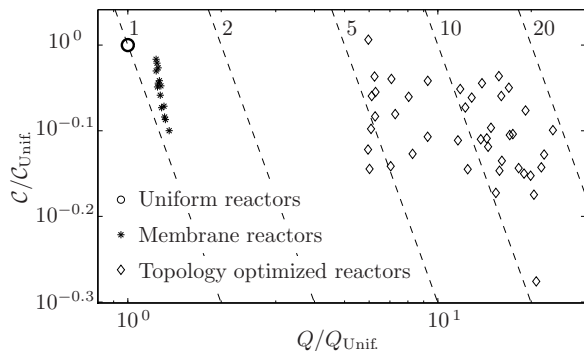 1 2 5 10 20
10^0
10^−0.1
10^−0.2
10^−0.3
C/C_Unif.
Uniform reactors
Membrane reactors
Topology optimized reactors
10^0 10^1
Q/Q_Unif.